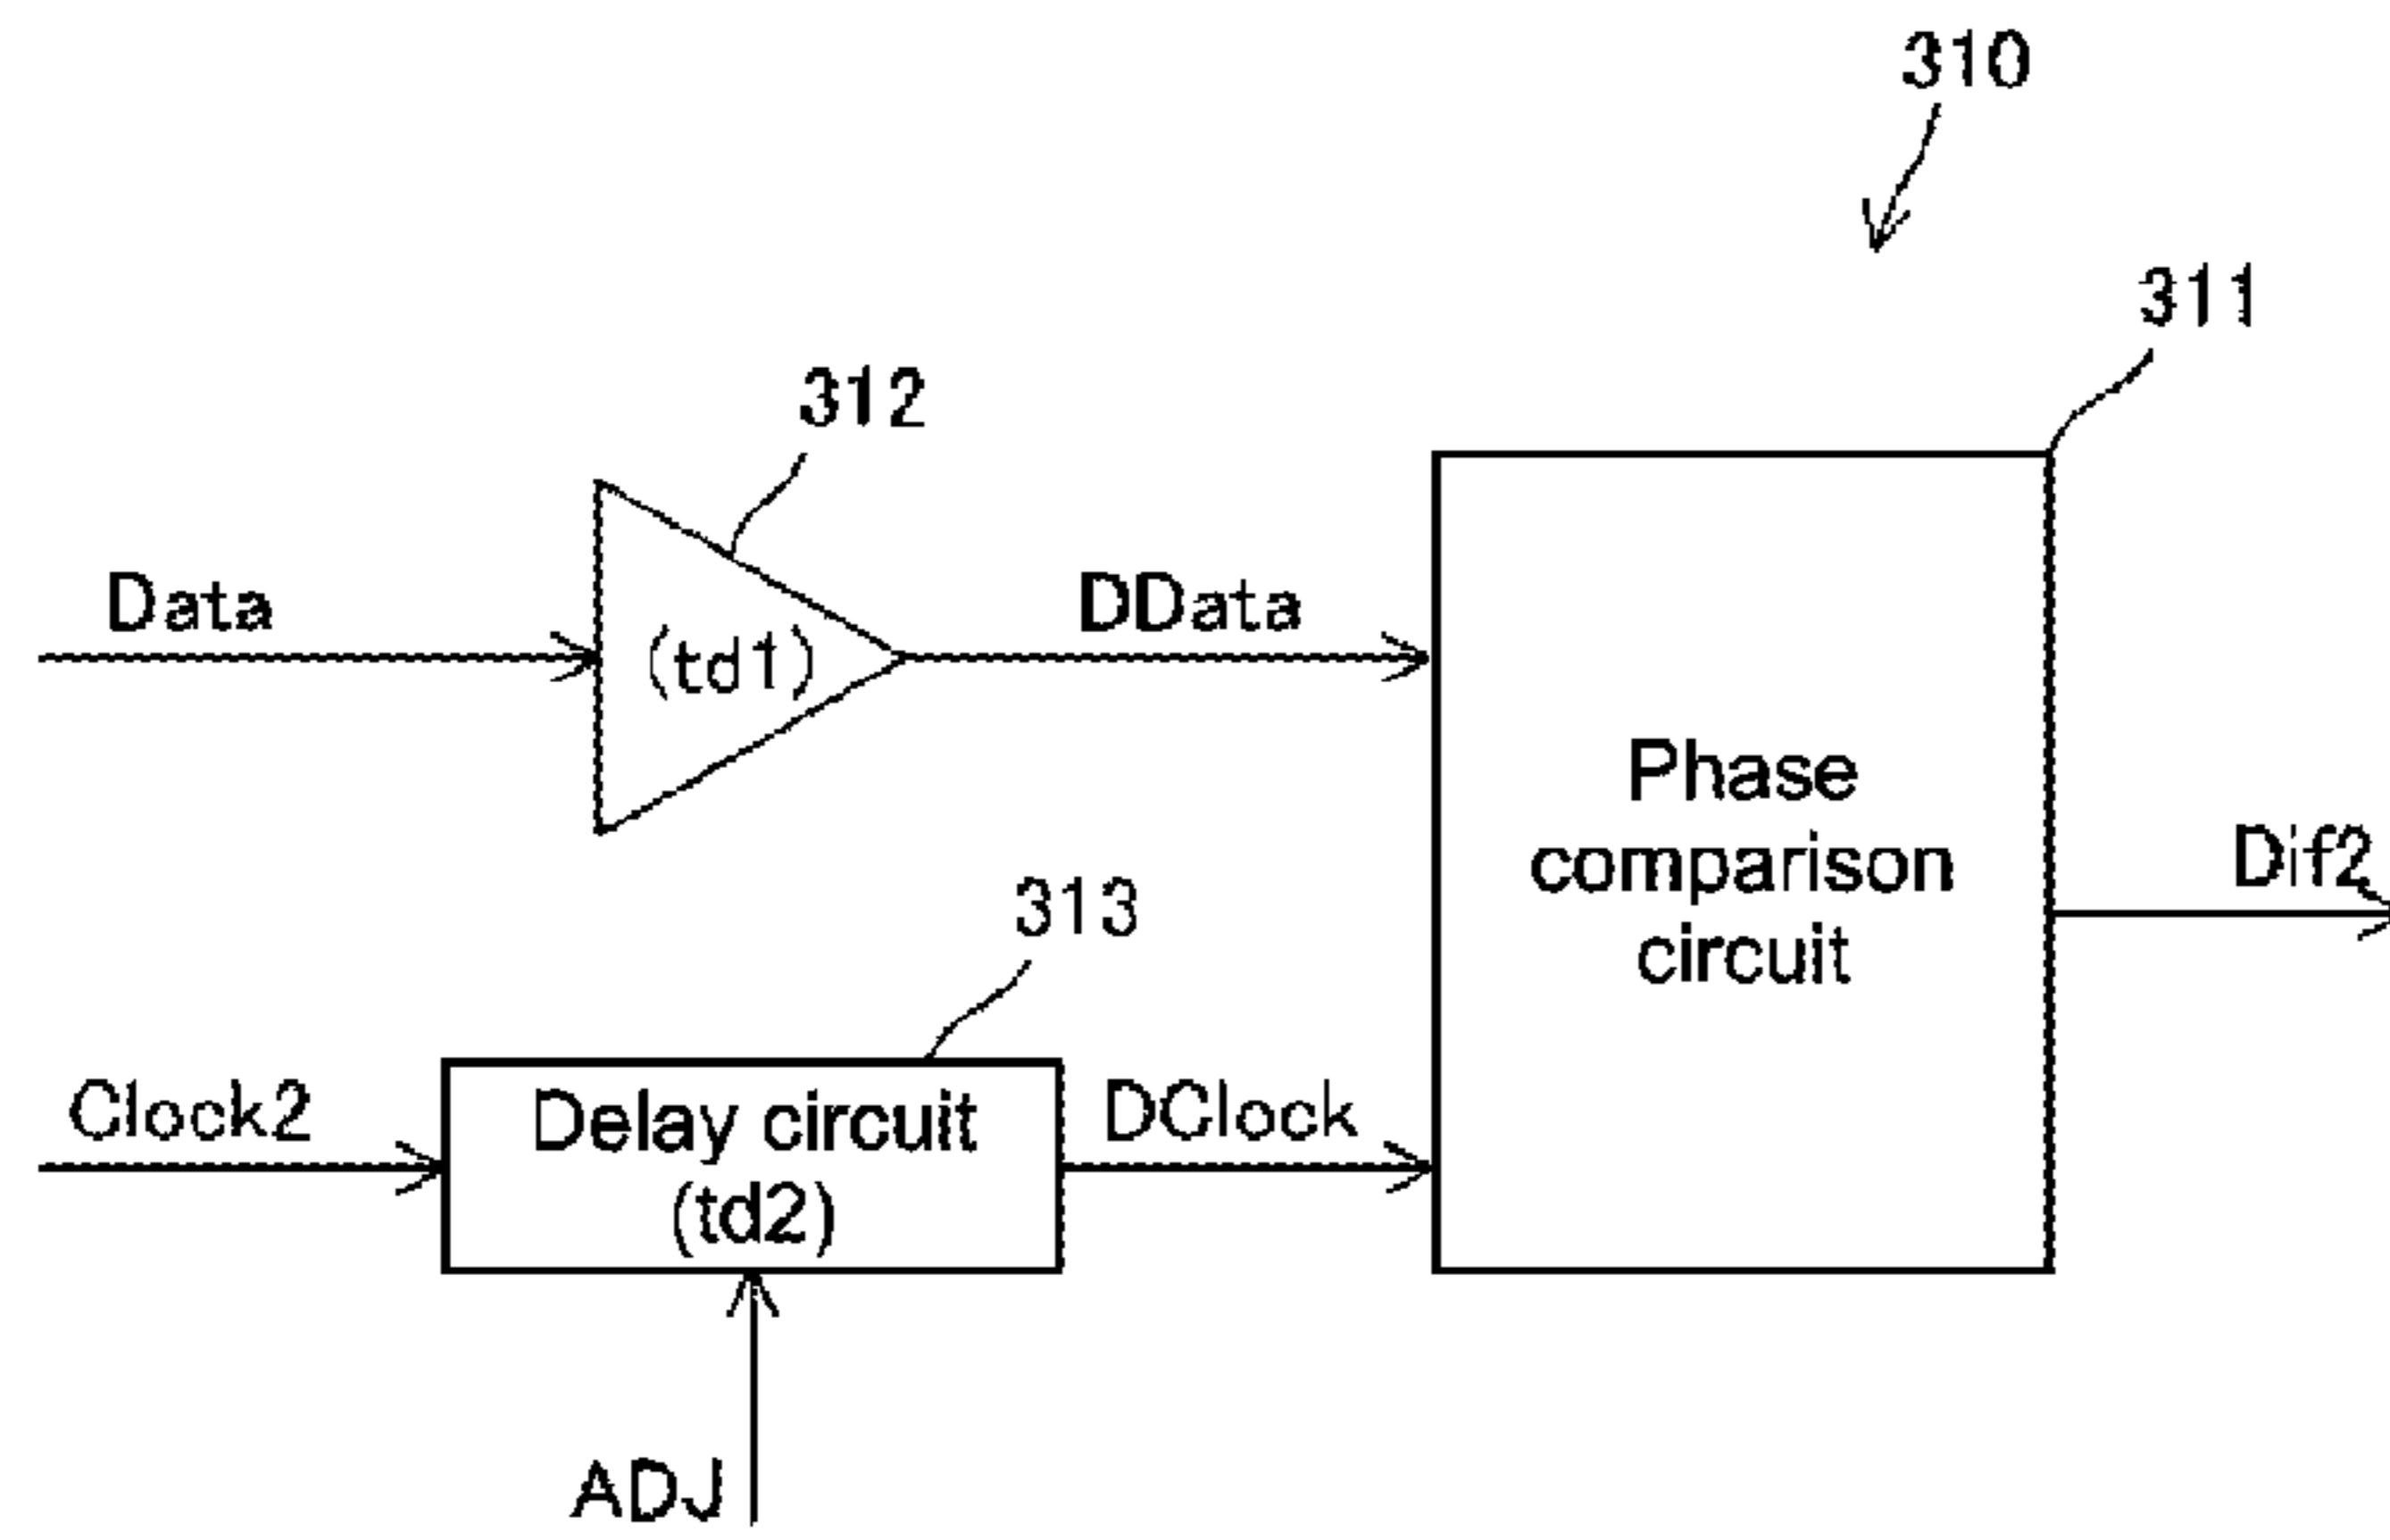 310
311
312
Data
(td1)
DData
Phase
comparison
circuit
Dif2
313
Clock2
Delay circuit
(td2)
DClock
ADJ